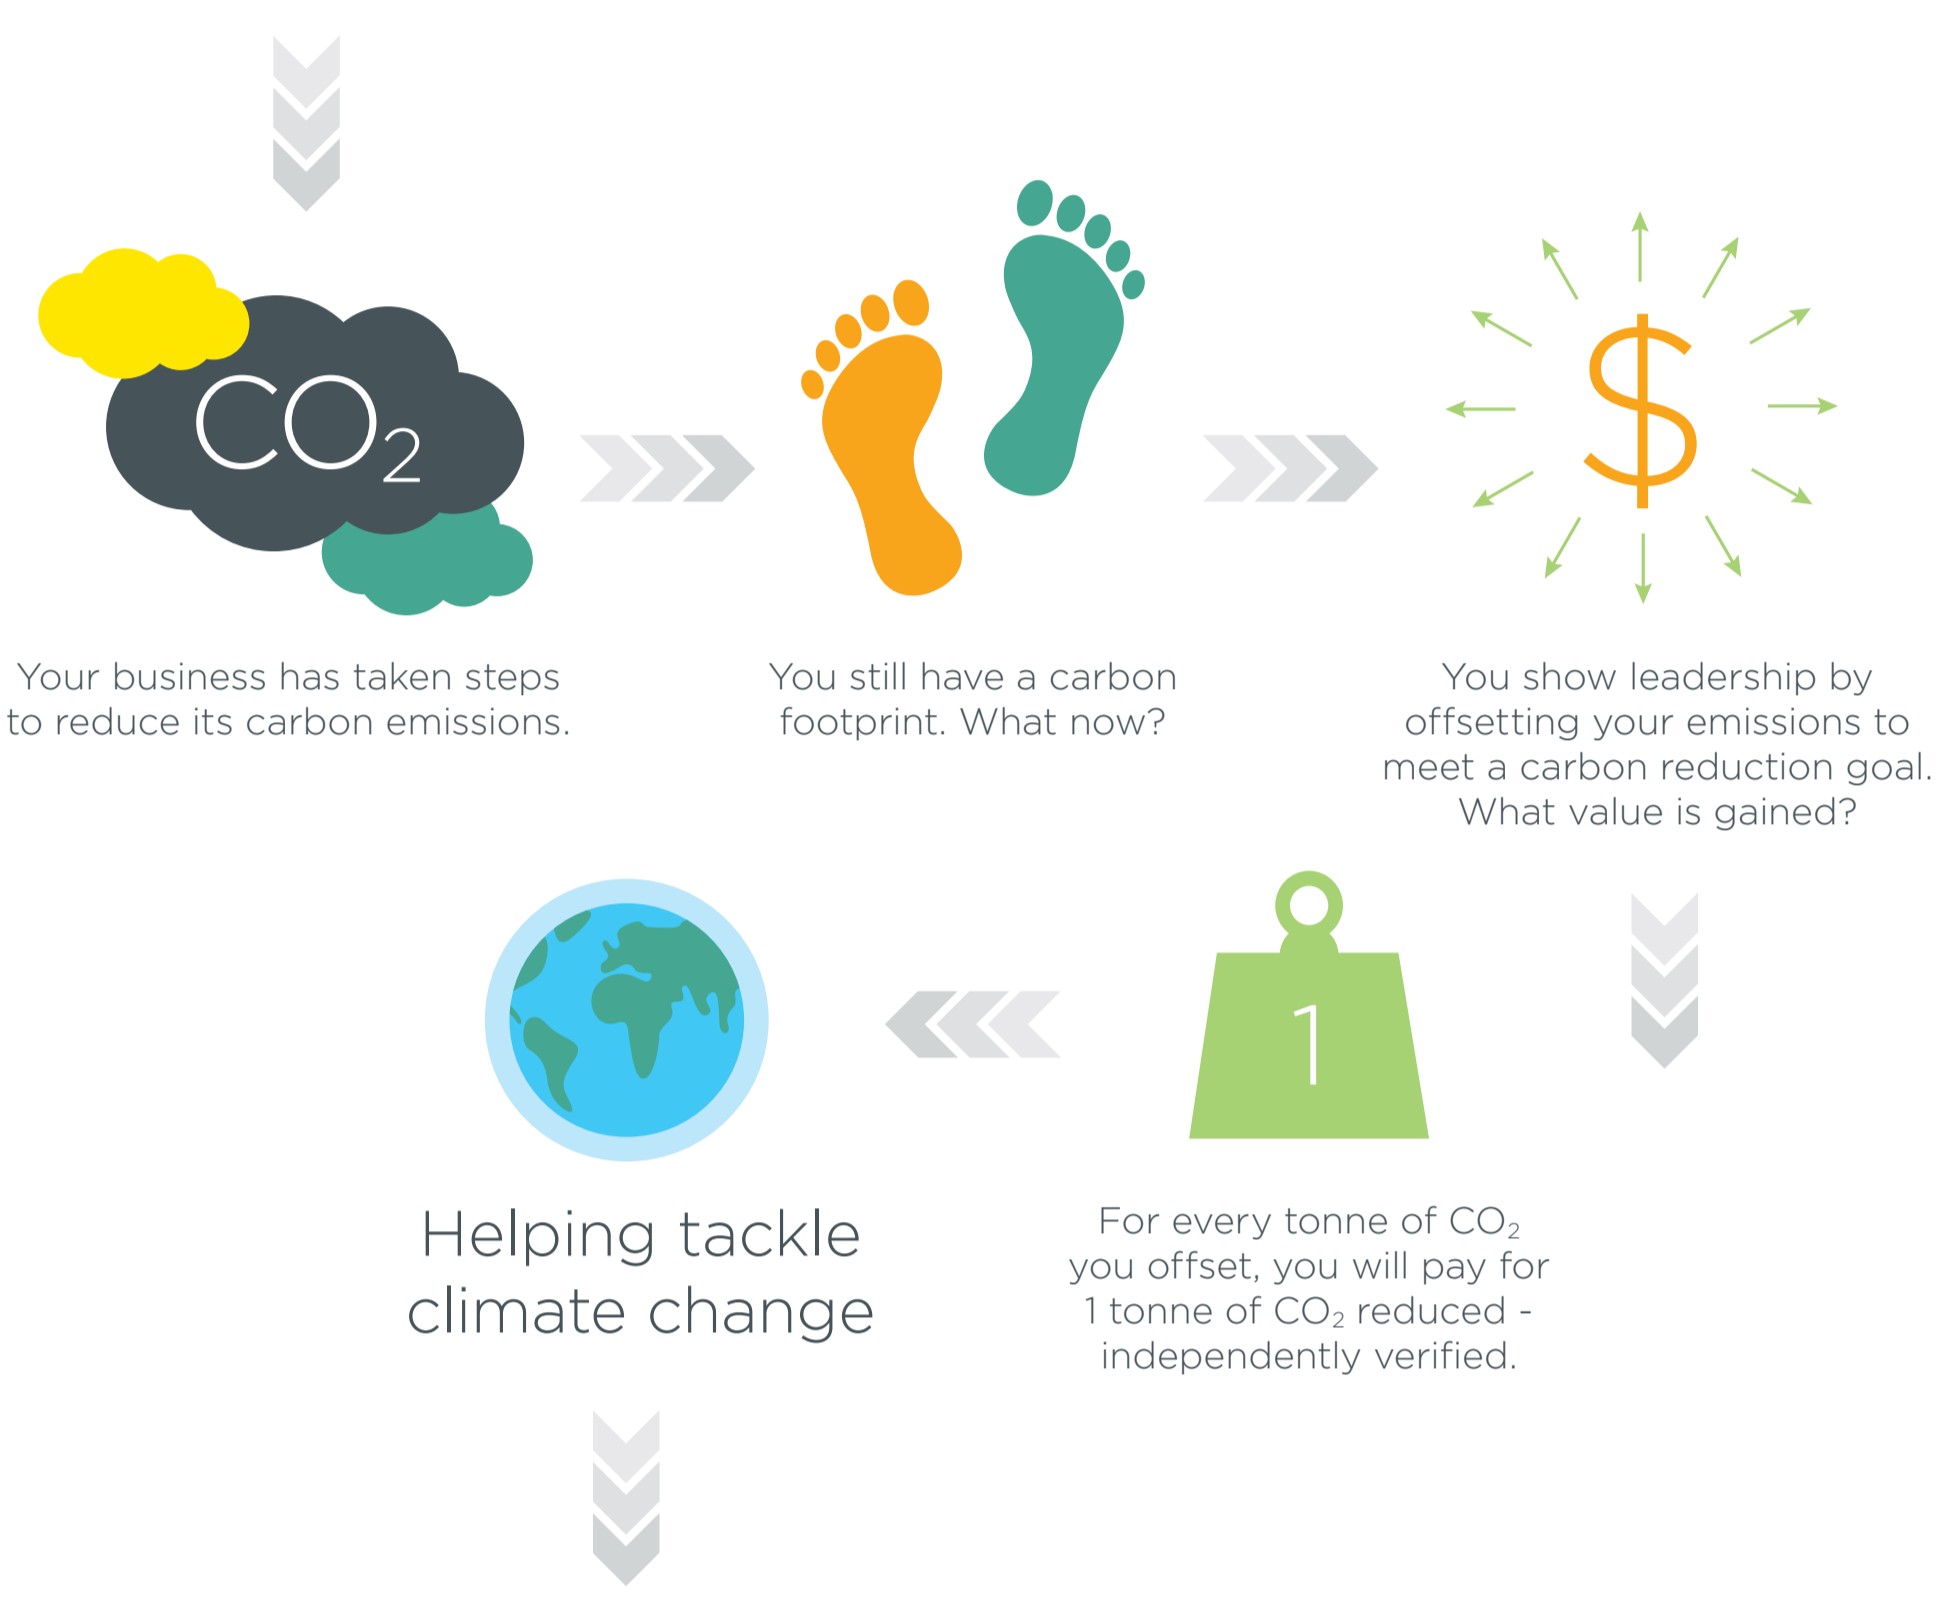 CO₂
Your business has taken steps
to reduce its carbon emissions.
You still have a carbon
footprint. What now?
$
You show leadership by
offsetting your emissions to
meet a carbon reduction goal.
What value is gained?
1
For every tonne of CO₂
you offset, you will pay for
1 tonne of CO₂ reduced -
independently verified.
Helping tackle
climate change